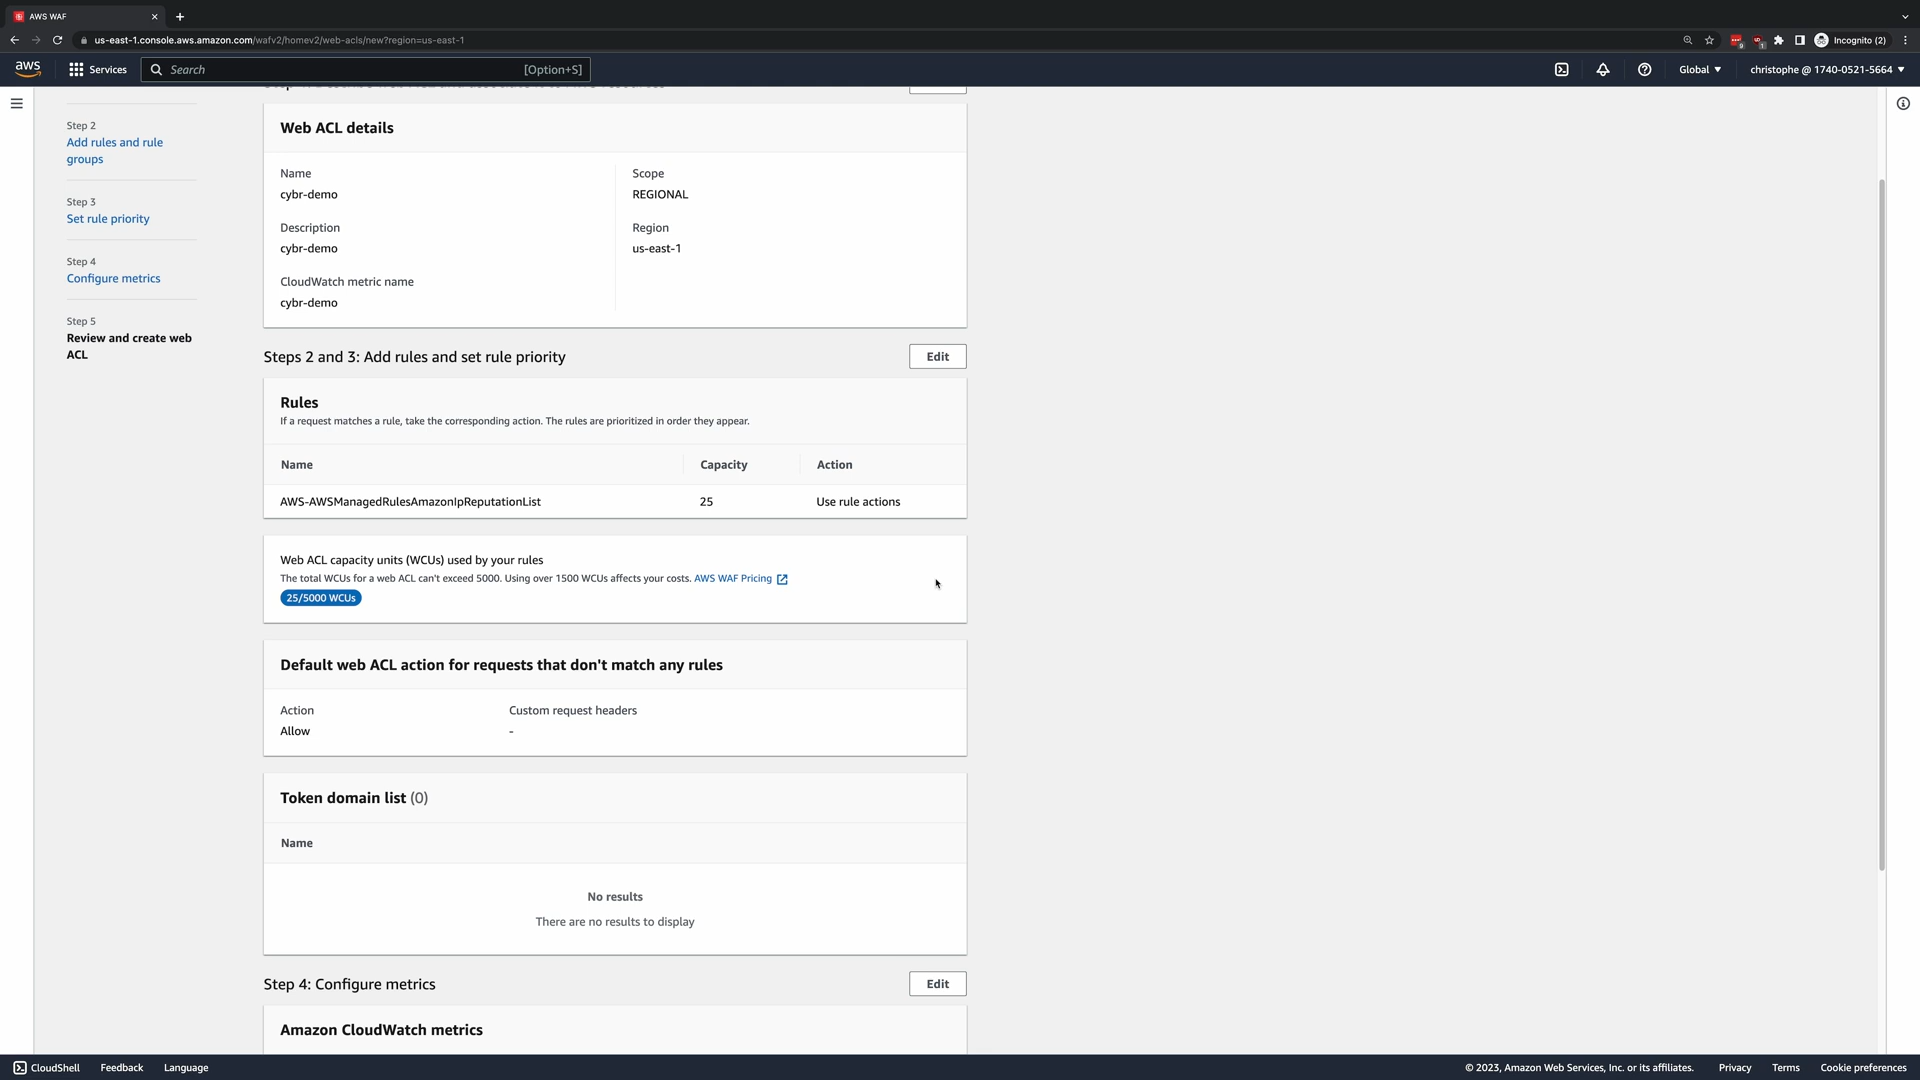 AWS WAF
us-east-1.console.aws.amazon.com/wafv2/homev2/web-acls/new?region=us-east-1
Incognito (2)
aws
Services
Search
[Option+S]
Global
christophe @ 1740-0521-5664
Step 2
Add rules and rule
groups
Step 3
Set rule priority
Step 4
Configure metrics
Step 5
Review and create web
ACL
Web ACL details
Name
cybr-demo
Description
cybr-demo
CloudWatch metric name
cybr-demo
Scope
REGIONAL
Region
us-east-1
Steps 2 and 3: Add rules and set rule priority
Edit
Rules
If a request matches a rule, take the corresponding action. The rules are prioritized in order they appear.
Name Capacity Action
AWS-AWSManagedRulesAmazonIpReputationList 25 Use rule actions
Web ACL capacity units (WCUs) used by your rules
The total WCUs for a web ACL can't exceed 5000. Using over 1500 WCUs affects your costs. AWS WAF Pricing
25/5000 WCUs
Default web ACL action for requests that don't match any rules
Action
Allow
Custom request headers
-
Token domain list (0)
Name
No results
There are no results to display
Step 4: Configure metrics
Edit
Amazon CloudWatch metrics
CloudShell
Feedback
Language
© 2023, Amazon Web Services, Inc. or its affiliates.
Privacy
Terms
Cookie preferences